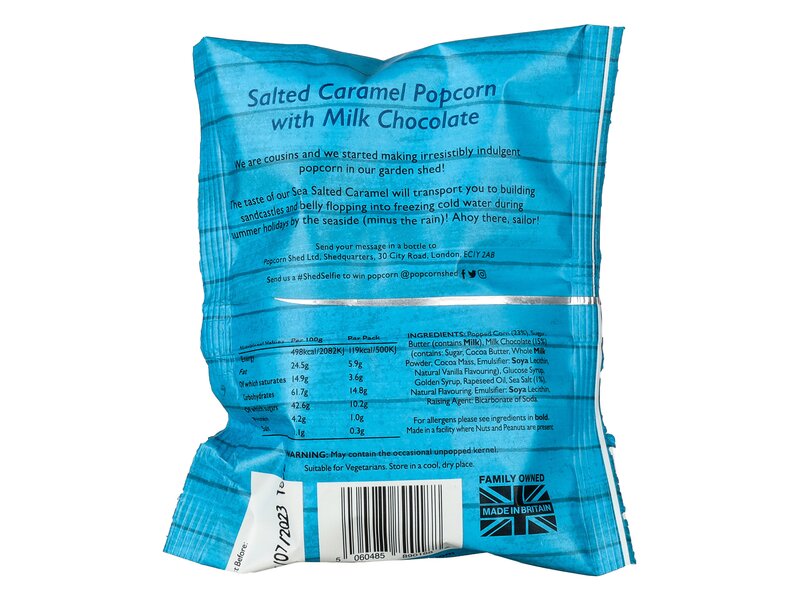 Salted Caramel Popcorn
with Milk Chocolate
We are cousins and we started making irresistibly indulgent
popcorn in our garden shed!
The taste of our Sea Salted Caramel will transport you to building
sandcastles and belly flopping into freezing cold water during
summer holidays by the seaside (minus the rain)! Ahoy there, sailor!
Send your message in a bottle to
Popcorn Shed Ltd. Shedquarters, 30 City Road, London, EC1Y 2AB
Send us a #ShedSelfie to win popcorn @popcornshed
Per 100g Per Pack
Energy 498kcal/2082KJ 119kcal/500KJ
Fat 24.5g 5.9g
Of which saturates 14.9g 3.6g
Carbohydrates 61.7g 14.8g
Of which sugars 42.6g 10.2g
4.2g 1.0g
.1g 0.3g
INGREDIENTS: Popped Corn (23%), Sugar,
Butter (contains Milk), Milk Chocolate (15%)
(contains: Sugar, Cocoa Butter, Whole Milk
Powder, Cocoa Mass, Emulsifier: Soya Lecithin,
Natural Vanilla Flavouring), Glucose Syrup,
Golden Syrup, Rapeseed Oil, Sea Salt (1%),
Natural Flavouring, Emulsifier: Soya Lecithin,
Raising Agent: Bicarbonate of Soda.
For allergens please see ingredients in bold.
Made in a facility where Nuts and Peanuts are present.
WARNING: May contain the occasional unpopped kernel.
Suitable for Vegetarians. Store in a cool, dry place.
FAMILY OWNED
MADE IN BRITAIN
Before:
/07/2023
5 060485